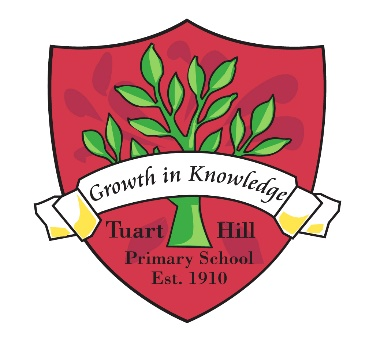 Growth in Knowledge
Tuart Hill
Primary School
Est. 1910